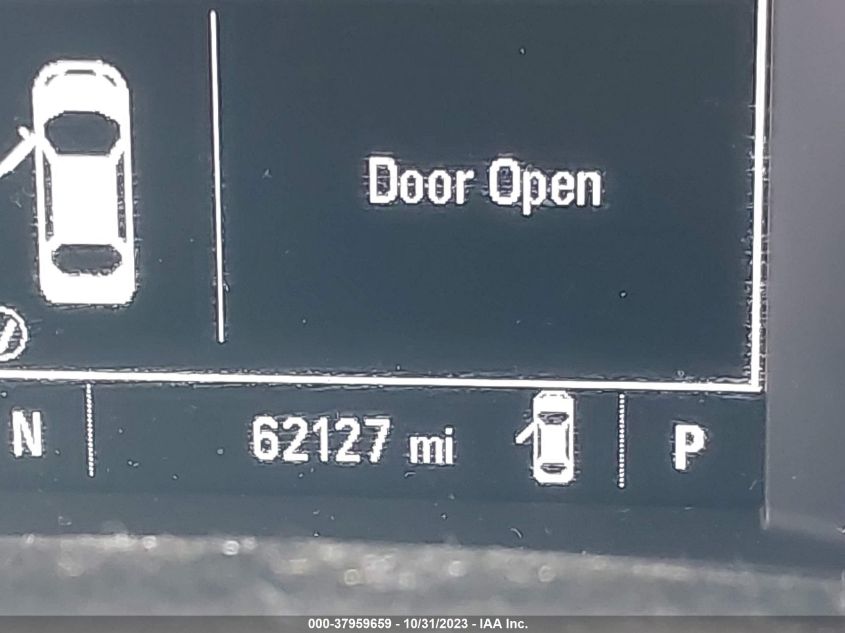 Door Open
N
62127 mi
P
000-37959659 - 10/31/2023 - IAA Inc.